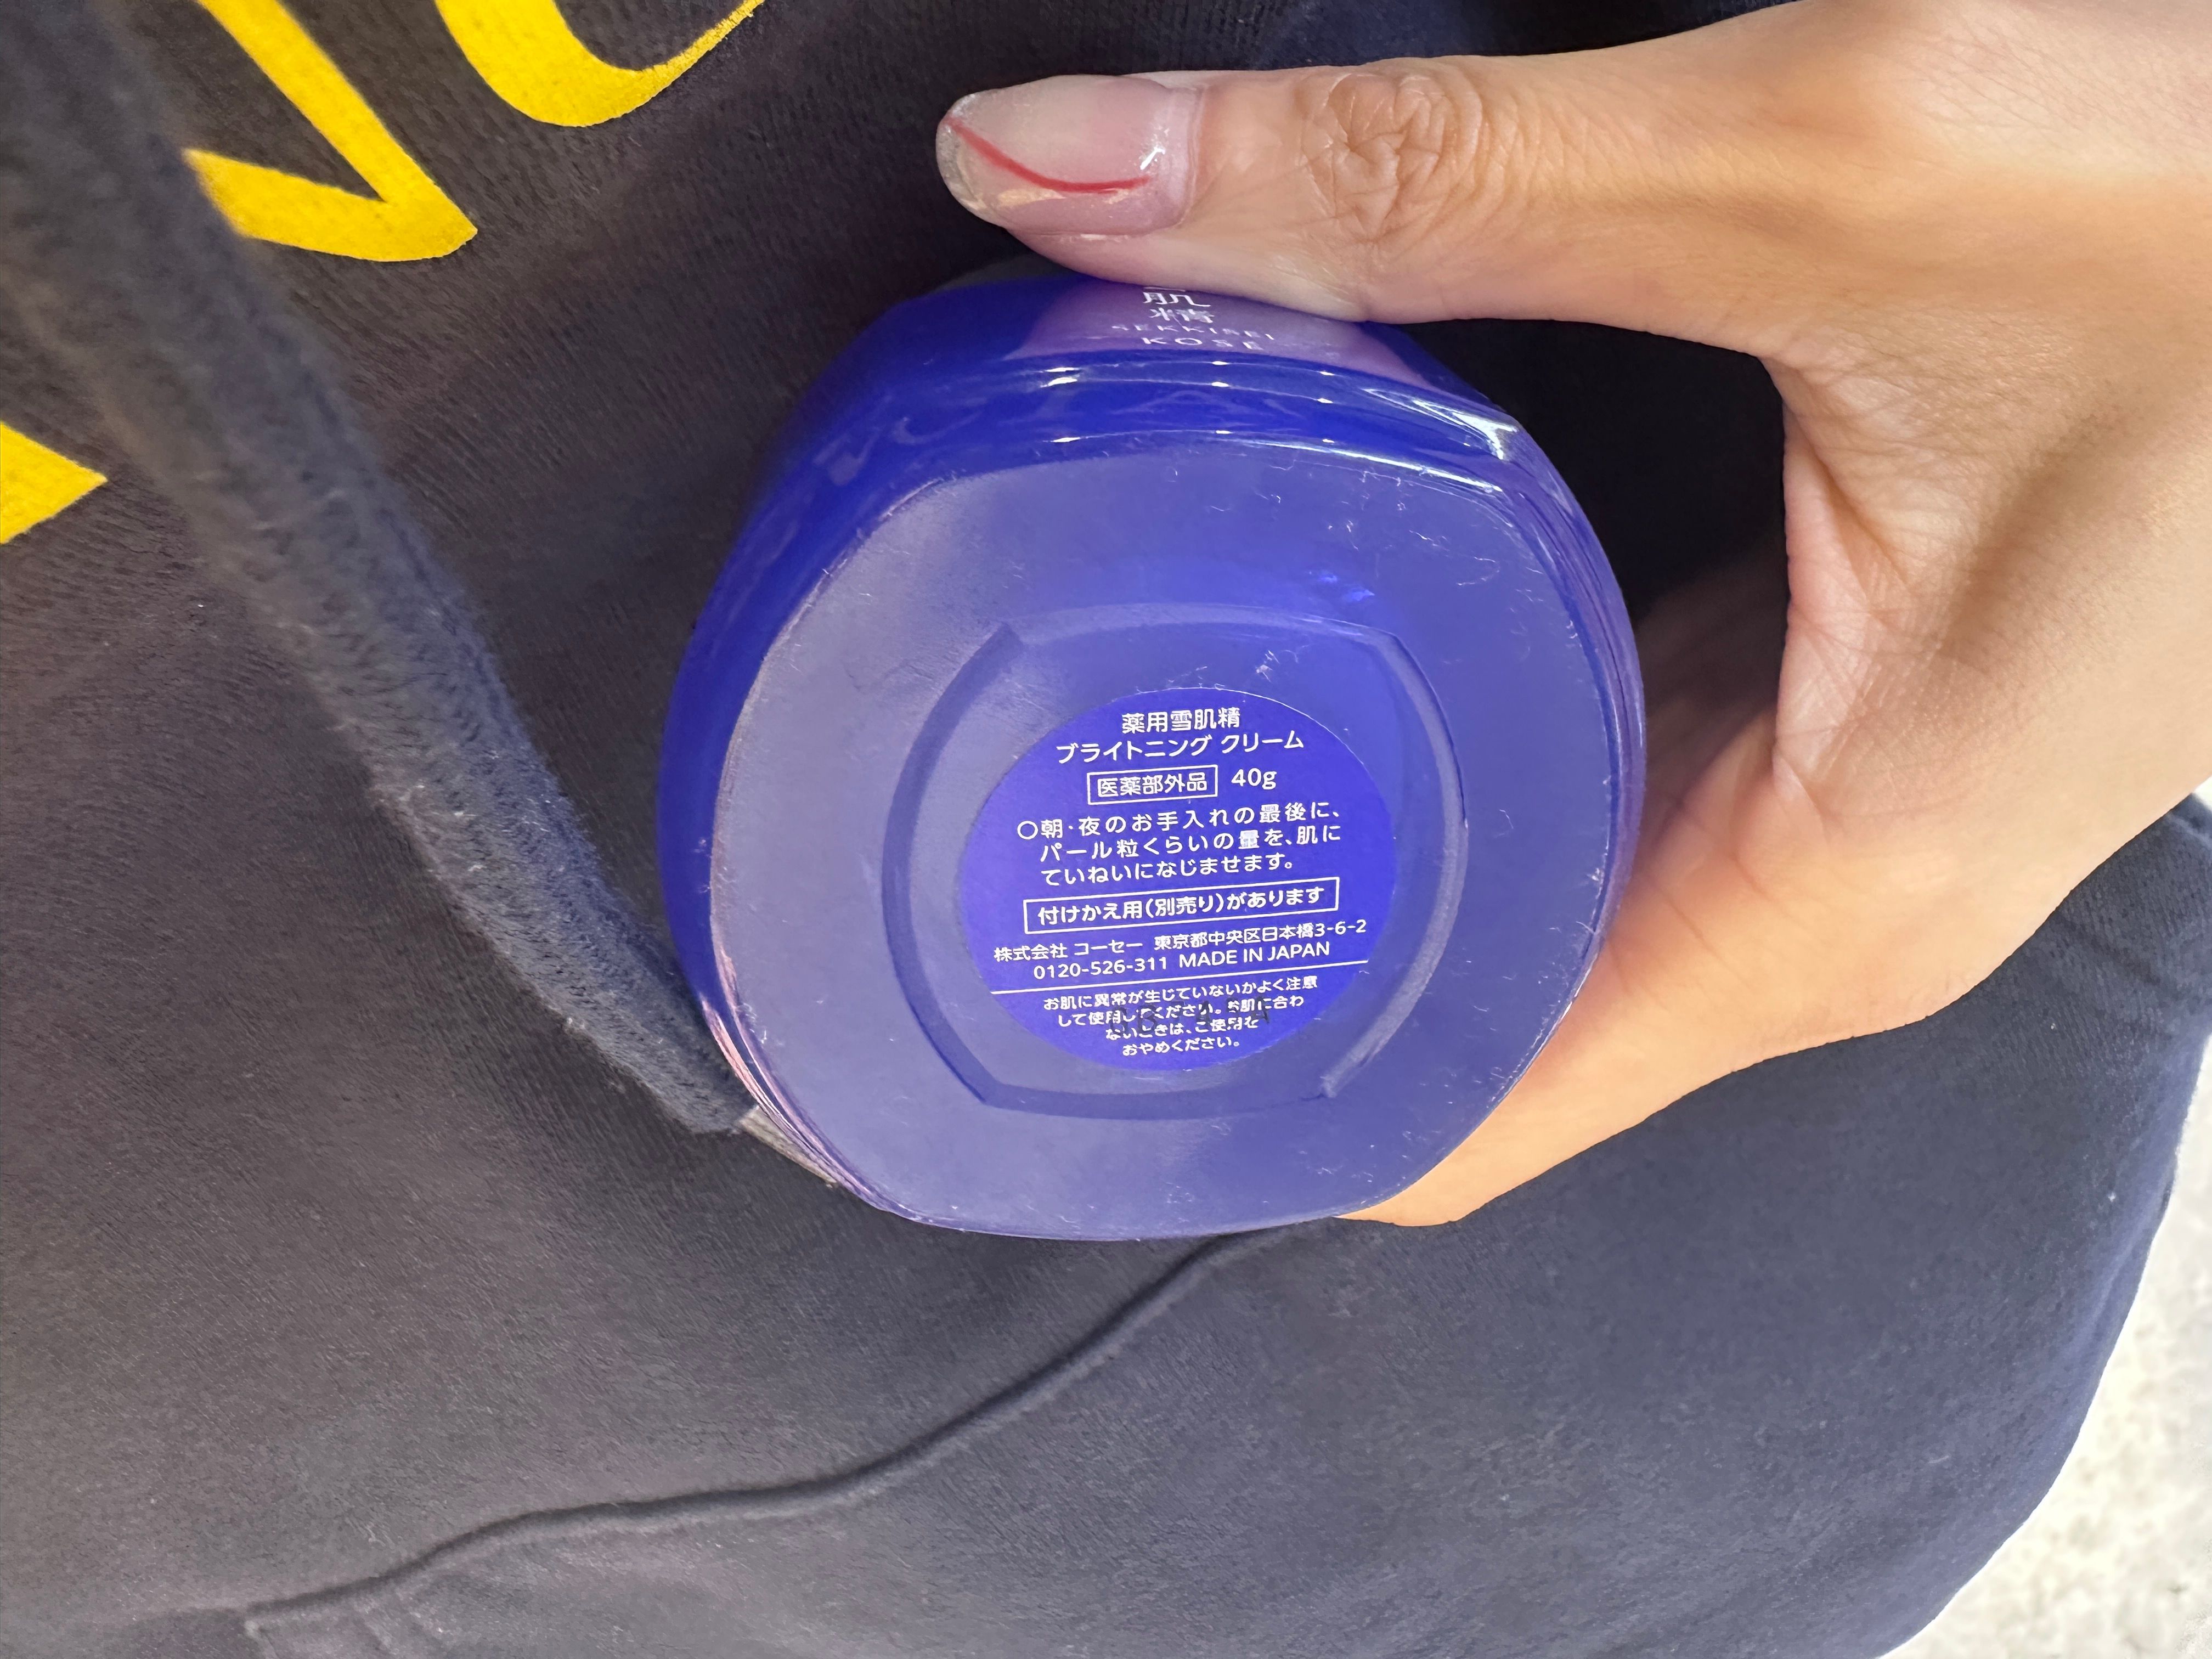 肌
精
SEKKISEI
KOSÉ
薬用雪肌精
ブライトニング クリーム
医薬部外品 40g
○朝・夜のお手入れの最後に、
パール粒くらいの量を、肌に
ていねいになじませます。
付けかえ用(別売り)があります
株式会社 コーセー 東京都中央区日本橋3-6-2
0120-526-311 MADE IN JAPAN
お肌に異常が生じていないかよく注意
して使用してください。お肌に合わ
ないときは、ご使用を
おやめください。